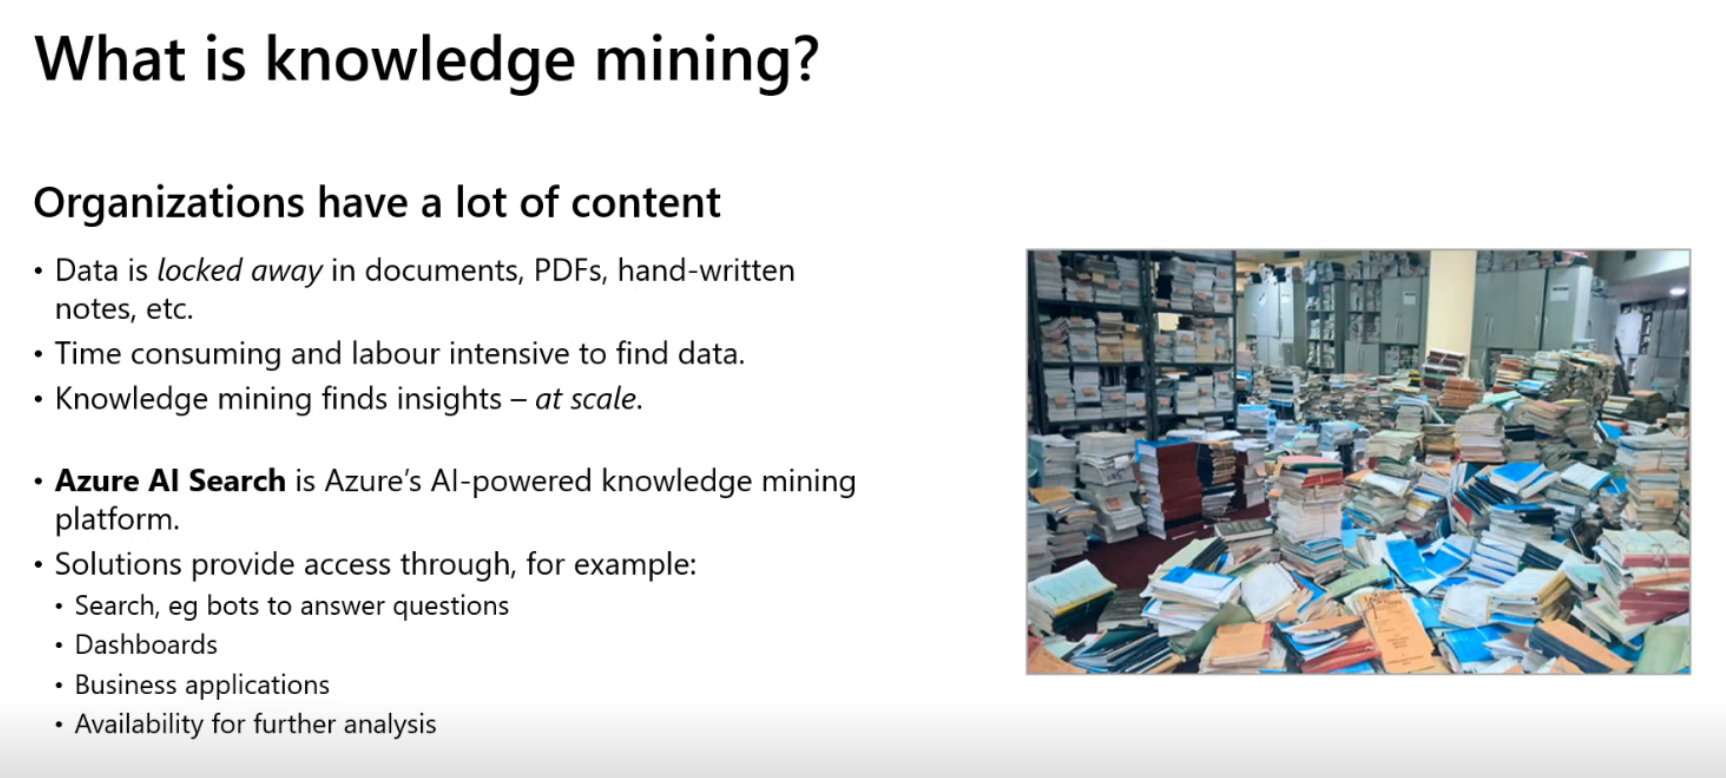 What is knowledge mining?
Organizations have a lot of content
• Data is locked away in documents, PDFs, hand-written
notes, etc.
• Time consuming and labour intensive to find data.
• Knowledge mining finds insights – at scale.
• Azure AI Search is Azure's AI-powered knowledge mining
platform.
• Solutions provide access through, for example:
• Search, eg bots to answer questions
• Dashboards
• Business applications
• Availability for further analysis